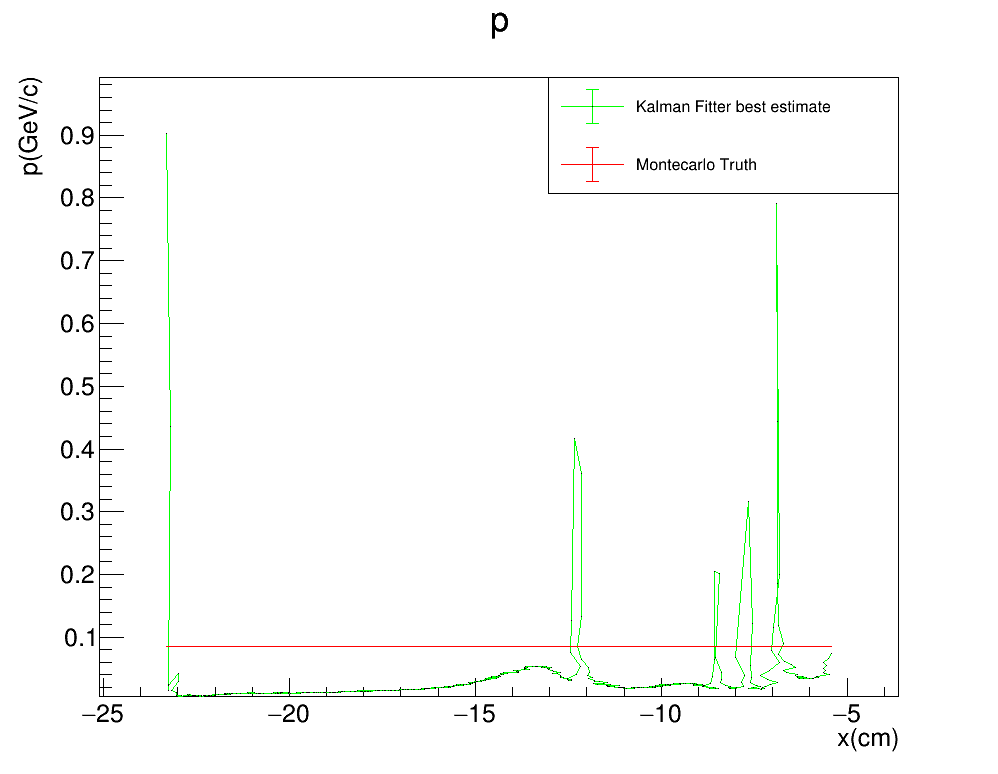 p
p(GeV/c)
Kalman Fitter best estimate
Montecarlo Truth
0.9
0.8
0.7
0.6
0.5
0.4
0.3
0.2
0.1
−25 −20 −15 −10 −5
x(cm)